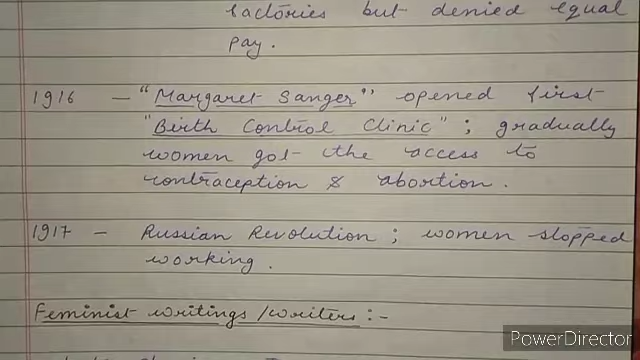 factories but denied equal
pay.
1916 — "Margaret Sanger" opened first
"Birth Control Clinic"; gradually
women got the access to
contraception & abortion.
1917 — Russian Revolution; women stopped
working.
Feminist writings/writers:-
PowerDirector